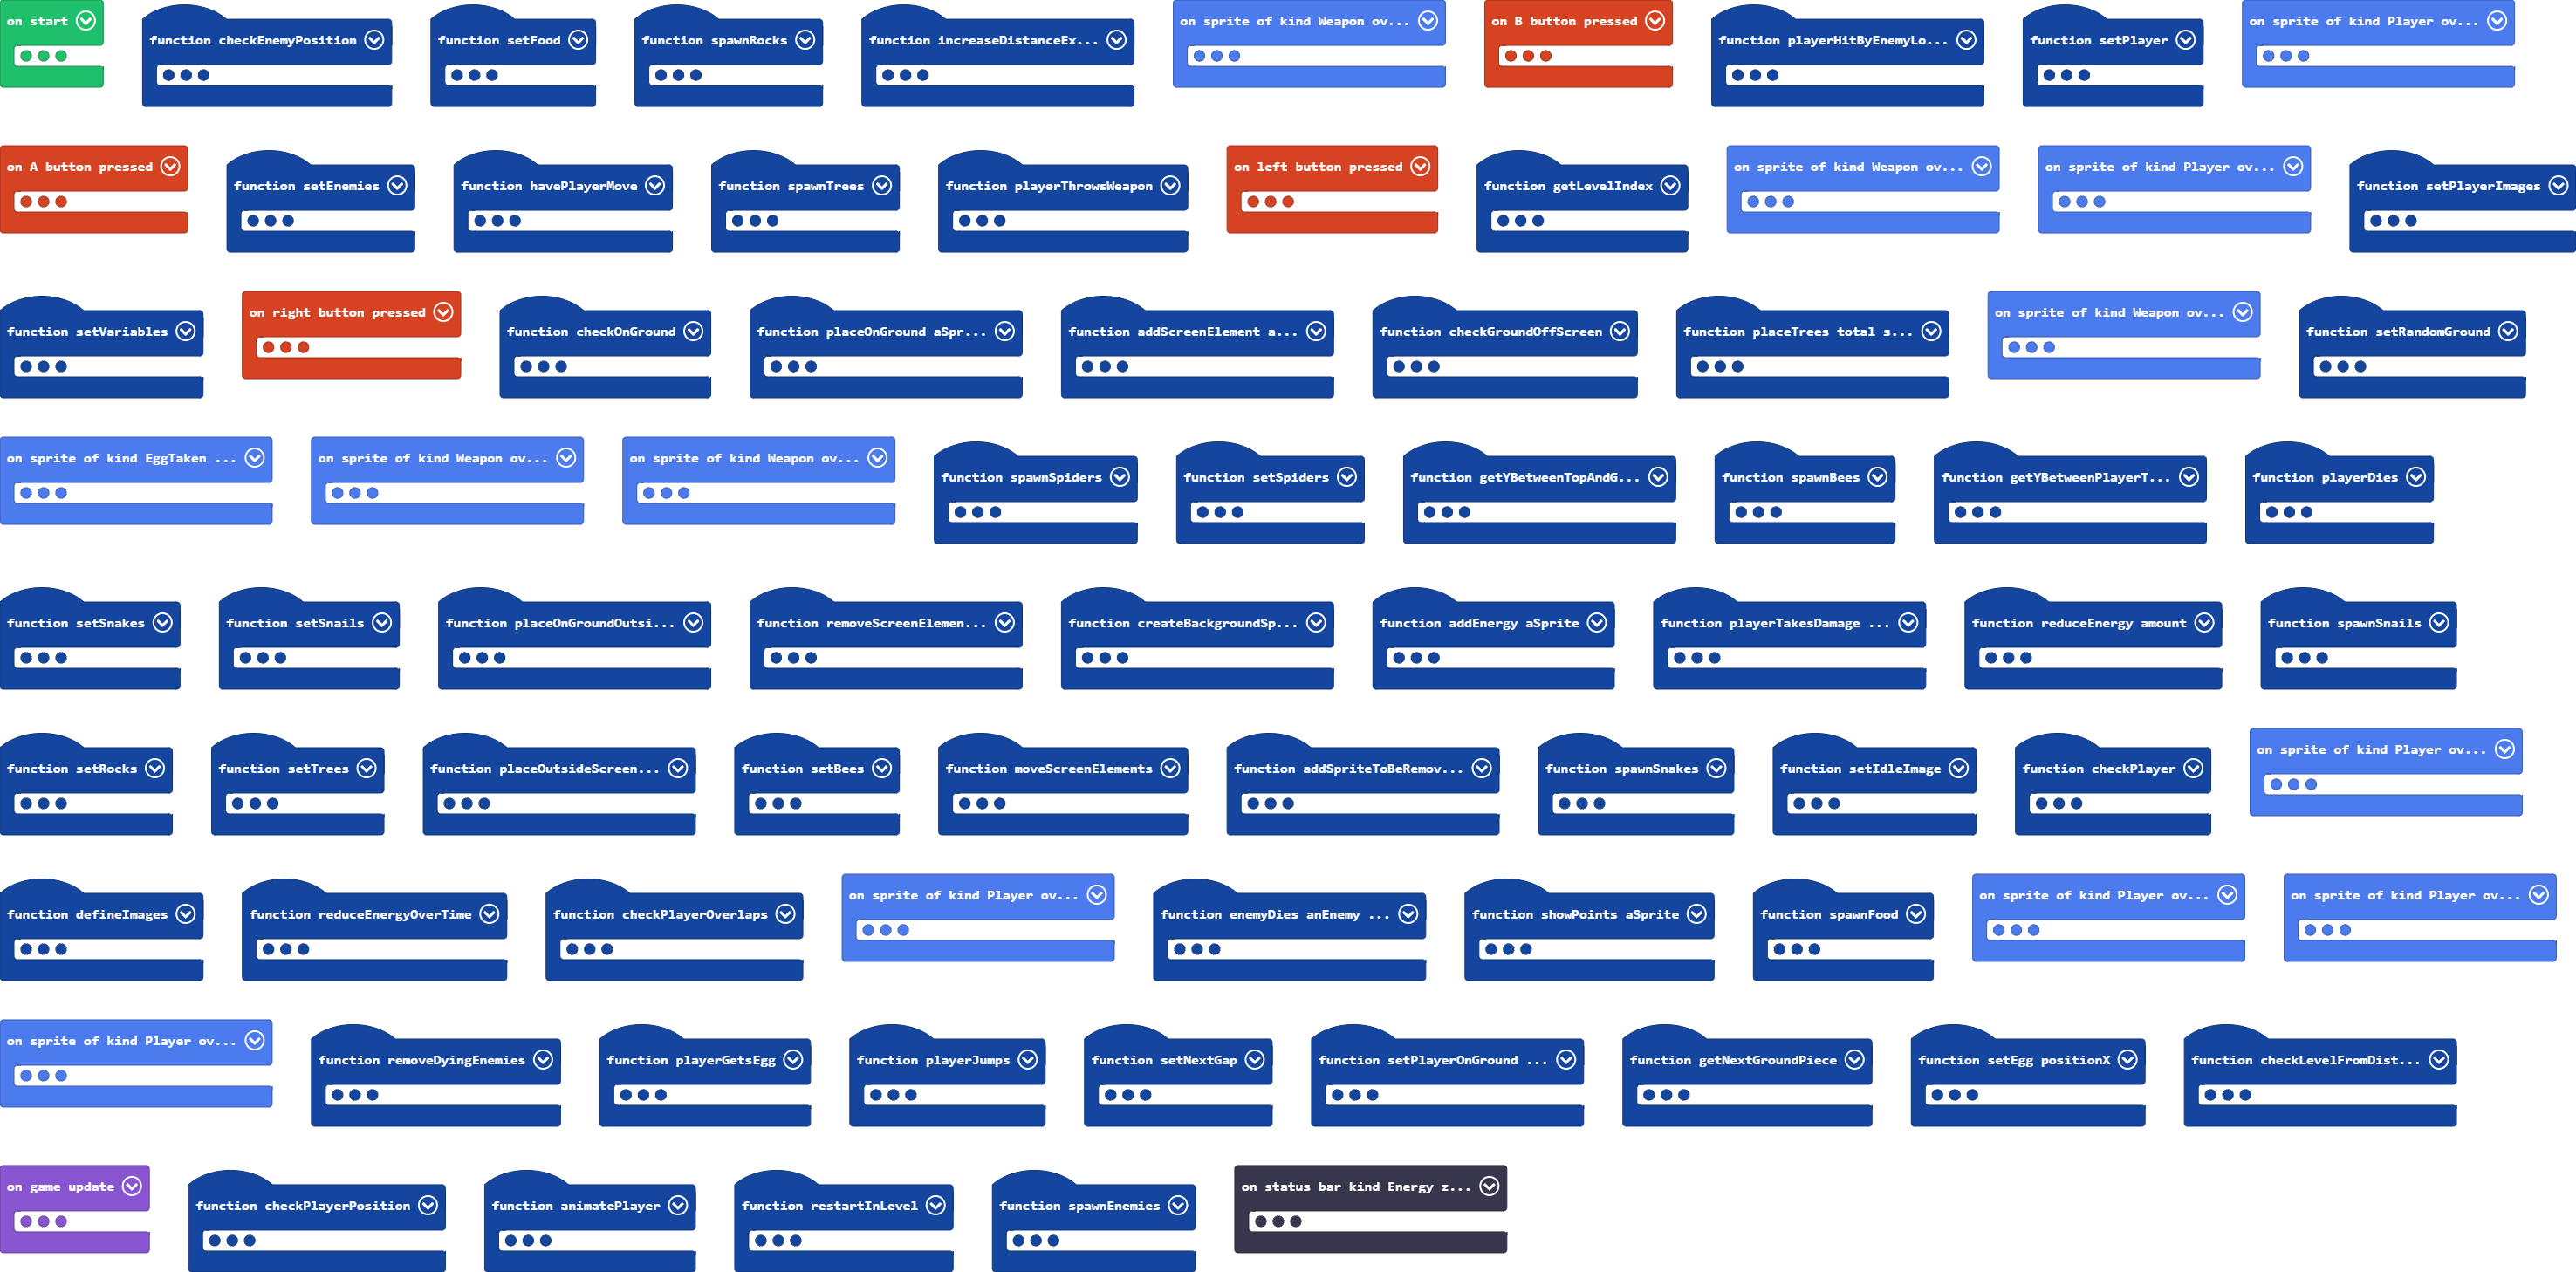 on start
function checkEnemyPosition
function setFood
function spawnRocks
function increaseDistanceEx...
on sprite of kind Weapon ov...
on B button pressed
function playerHitByEnemyLo...
function setPlayer
on sprite of kind Player ov...
on A button pressed
function setEnemies
function havePlayerMove
function spawnTrees
function playerThrowsWeapon
on left button pressed
function getLevelIndex
on sprite of kind Weapon ov...
on sprite of kind Player ov...
function setPlayerImages
function setVariables
on right button pressed
function checkOnGround
function placeOnGround aSpr...
function addScreenElement a...
function checkGroundOffScreen
function placeTrees total s...
on sprite of kind Weapon ov...
function setRandomGround
on sprite of kind EggTaken ...
on sprite of kind Weapon ov...
on sprite of kind Weapon ov...
function spawnSpiders
function setSpiders
function getYBetweenTopAndG...
function spawnBees
function getYBetweenPlayerT...
function playerDies
function setSnakes
function setSnails
function placeOnGroundOutsi...
function removeScreenElemen...
function createBackgroundSp...
function addEnergy aSprite
function playerTakesDamage ...
function reduceEnergy amount
function spawnSnails
function setRocks
function setTrees
function placeOutsideScreen...
function setBees
function moveScreenElements
function addSpriteToBeRemov...
function spawnSnakes
function setIdleImage
function checkPlayer
on sprite of kind Player ov...
function defineImages
function reduceEnergyOverTime
function checkPlayerOverlaps
on sprite of kind Player ov...
function enemyDies anEnemy ...
function showPoints aSprite
function spawnFood
on sprite of kind Player ov...
on sprite of kind Player ov...
on sprite of kind Player ov...
function removeDyingEnemies
function playerGetsEgg
function playerJumps
function setNextGap
function setPlayerOnGround ...
function getNextGroundPiece
function setEgg positionX
function checkLevelFromDist...
on game update
function checkPlayerPosition
function animatePlayer
function restartInLevel
function spawnEnemies
on status bar kind Energy z...